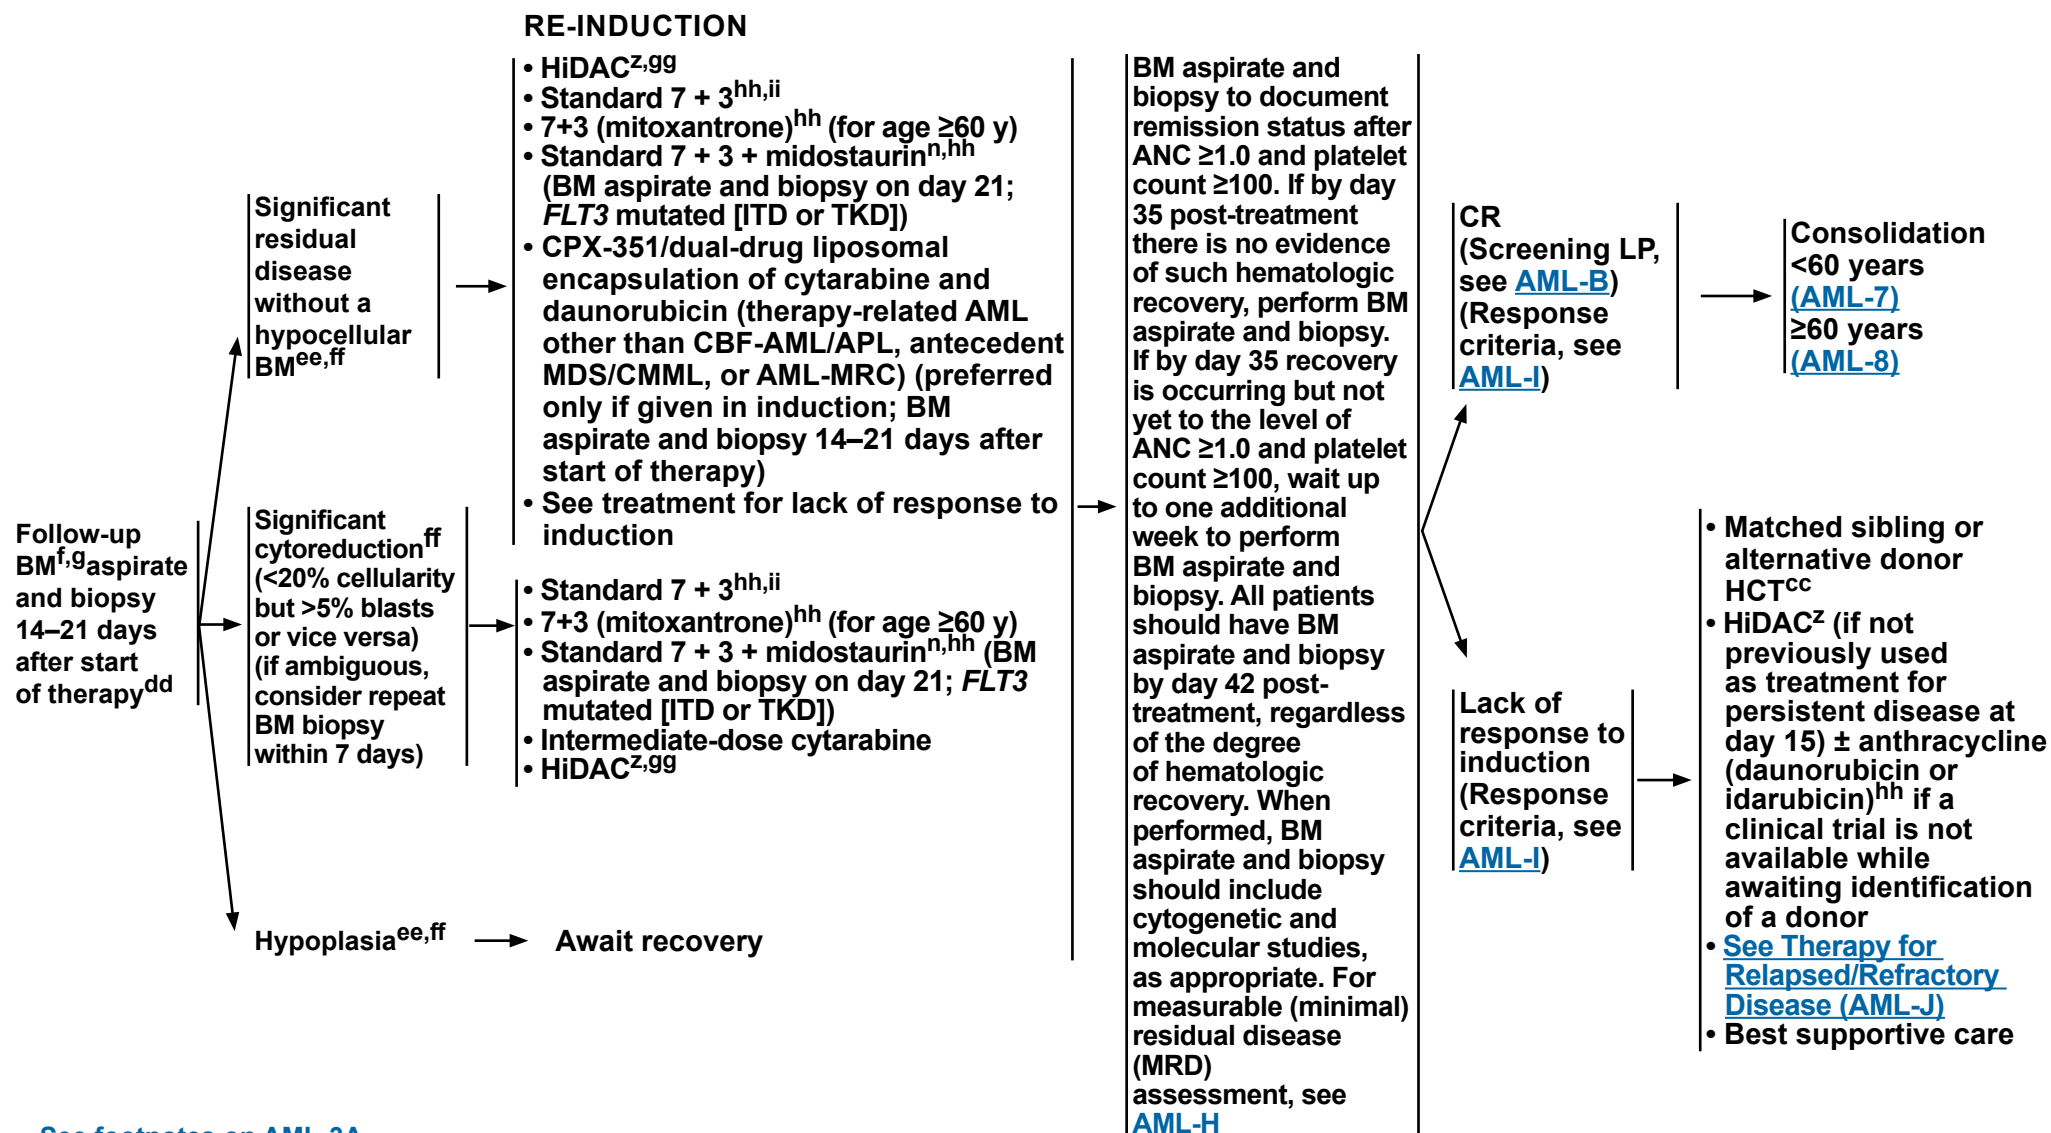 RE-INDUCTION
Follow-up
BMf,gaspirate
and biopsy
14–21 days
after start
of therapydd
Significant
residual
disease
without a
hypocellular
BMee,ff
Significant
cytoreductionff
(<20% cellularity
but >5% blasts
or vice versa)
(if ambiguous,
consider repeat
BM biopsy
within 7 days)
Hypoplasiaee,ff
• HiDACz,gg
• Standard 7 + 3hh,ii
• 7+3 (mitoxantrone)hh (for age ≥60 y)
• Standard 7 + 3 + midostaurinn,hh
(BM aspirate and biopsy on day 21;
FLT3 mutated [ITD or TKD])
• CPX-351/dual-drug liposomal
encapsulation of cytarabine and
daunorubicin (therapy-related AML
other than CBF-AML/APL, antecedent
MDS/CMML, or AML-MRC) (preferred
only if given in induction; BM
aspirate and biopsy 14–21 days after
start of therapy)
• See treatment for lack of response to
induction
• Standard 7 + 3hh,ii
• 7+3 (mitoxantrone)hh (for age ≥60 y)
• Standard 7 + 3 + midostaurinn,hh (BM
aspirate and biopsy on day 21; FLT3
mutated [ITD or TKD])
• Intermediate-dose cytarabine
• HiDACz,gg
Await recovery
BM aspirate and
biopsy to document
remission status after
ANC ≥1.0 and platelet
count ≥100. If by day
35 post-treatment
there is no evidence
of such hematologic
recovery, perform BM
aspirate and biopsy.
If by day 35 recovery
is occurring but not
yet to the level of
ANC ≥1.0 and platelet
count ≥100, wait up
to one additional
week to perform
BM aspirate and
biopsy. All patients
should have BM
aspirate and biopsy
by day 42 post-
treatment, regardless
of the degree
of hematologic
recovery. When
performed, BM
aspirate and biopsy
should include
cytogenetic and
molecular studies,
as appropriate. For
measurable (minimal)
residual disease
(MRD)
assessment, see
AML-H
CR
(Screening LP,
see AML-B)
(Response
criteria, see
AML-I)
Consolidation
<60 years
(AML-7)
≥60 years
(AML-8)
Lack of
response to
induction
(Response
criteria, see
AML-I)
• Matched sibling or
alternative donor
HCTcc
• HiDACz (if not
previously used
as treatment for
persistent disease at
day 15) ± anthracycline
(daunorubicin or
idarubicin)hh if a
clinical trial is not
available while
awaiting identification
of a donor
• See Therapy for
Relapsed/Refractory
Disease (AML-J)
• Best supportive care